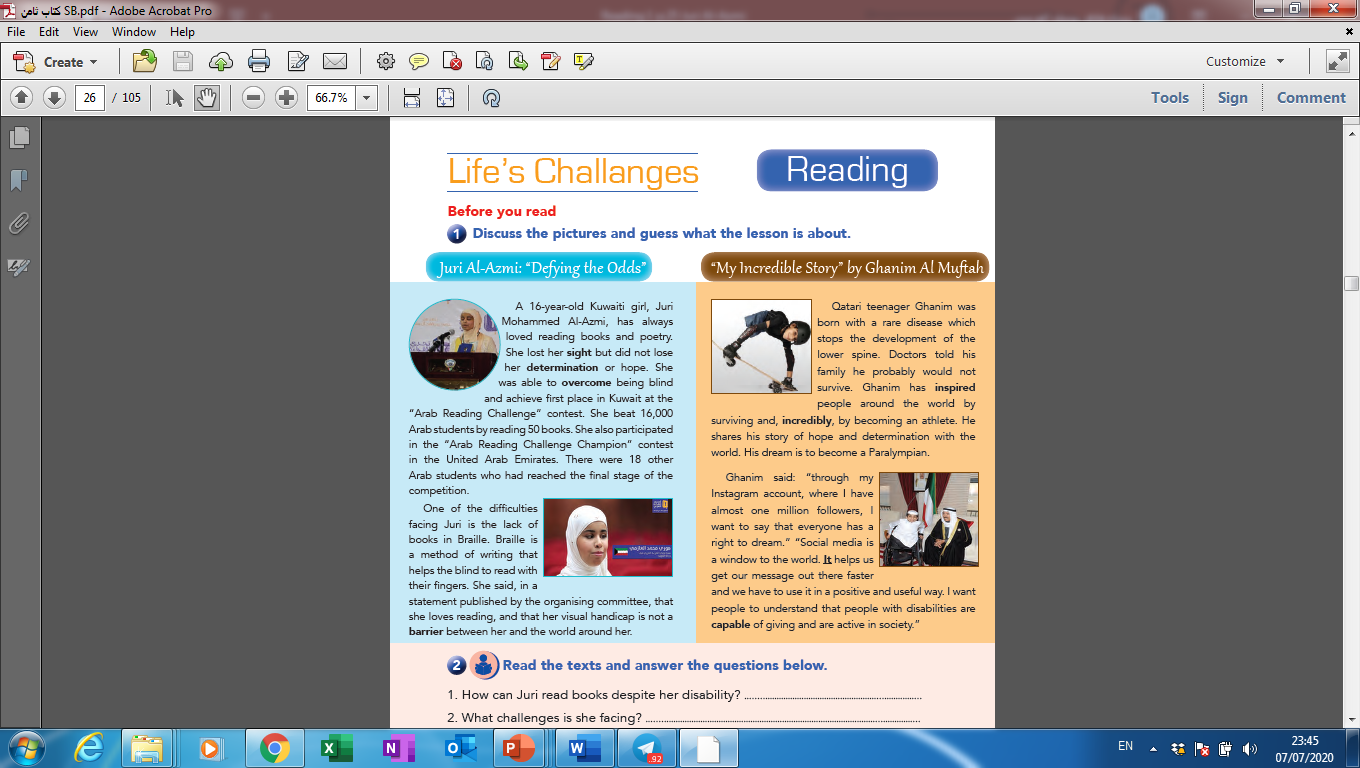 كتاب ثامن SB.pdf - Adobe Acrobat Pro
File Edit View Window Help
Create
Customize
26 / 105
66.7%
Tools Sign Comment
Life's Challanges
Reading
Before you read
1 Discuss the pictures and guess what the lesson is about.
Juri Al-Azmi: “Defying the Odds”
A 16-year-old Kuwaiti girl, Juri
Mohammed Al-Azmi, has always
loved reading books and poetry.
She lost her sight but did not lose
her determination or hope. She
was able to overcome being blind
and achieve first place in Kuwait at the
“Arab Reading Challenge” contest. She beat 16,000
Arab students by reading 50 books. She also participated
in the “Arab Reading Challenge Champion” contest
in the United Arab Emirates. There were 18 other
Arab students who had reached the final stage of the
competition.
One of the difficulties
facing Juri is the lack of
books in Braille. Braille is
a method of writing that
helps the blind to read with
their fingers. She said, in a
statement published by the organising committee, that
she loves reading, and that her visual handicap is not a
barrier between her and the world around her.
“My Incredible Story” by Ghanim Al Muftah
Qatari teenager Ghanim was
born with a rare disease which
stops the development of the
lower spine. Doctors told his
family he probably would not
survive. Ghanim has inspired
people around the world by
surviving and, incredibly, by becoming an athlete. He
shares his story of hope and determination with the
world. His dream is to become a Paralympian.
Ghanim said: “through my
Instagram account, where I have
almost one million followers, I
want to say that everyone has a
right to dream.” “Social media is
a window to the world. It helps us
get our message out there faster
and we have to use it in a positive and useful way. I want
people to understand that people with disabilities are
capable of giving and are active in society.”
2 Read the texts and answer the questions below.
1. How can Juri read books despite her disability?
2. What challenges is she facing?
EN
.92
23:45
07/07/2020